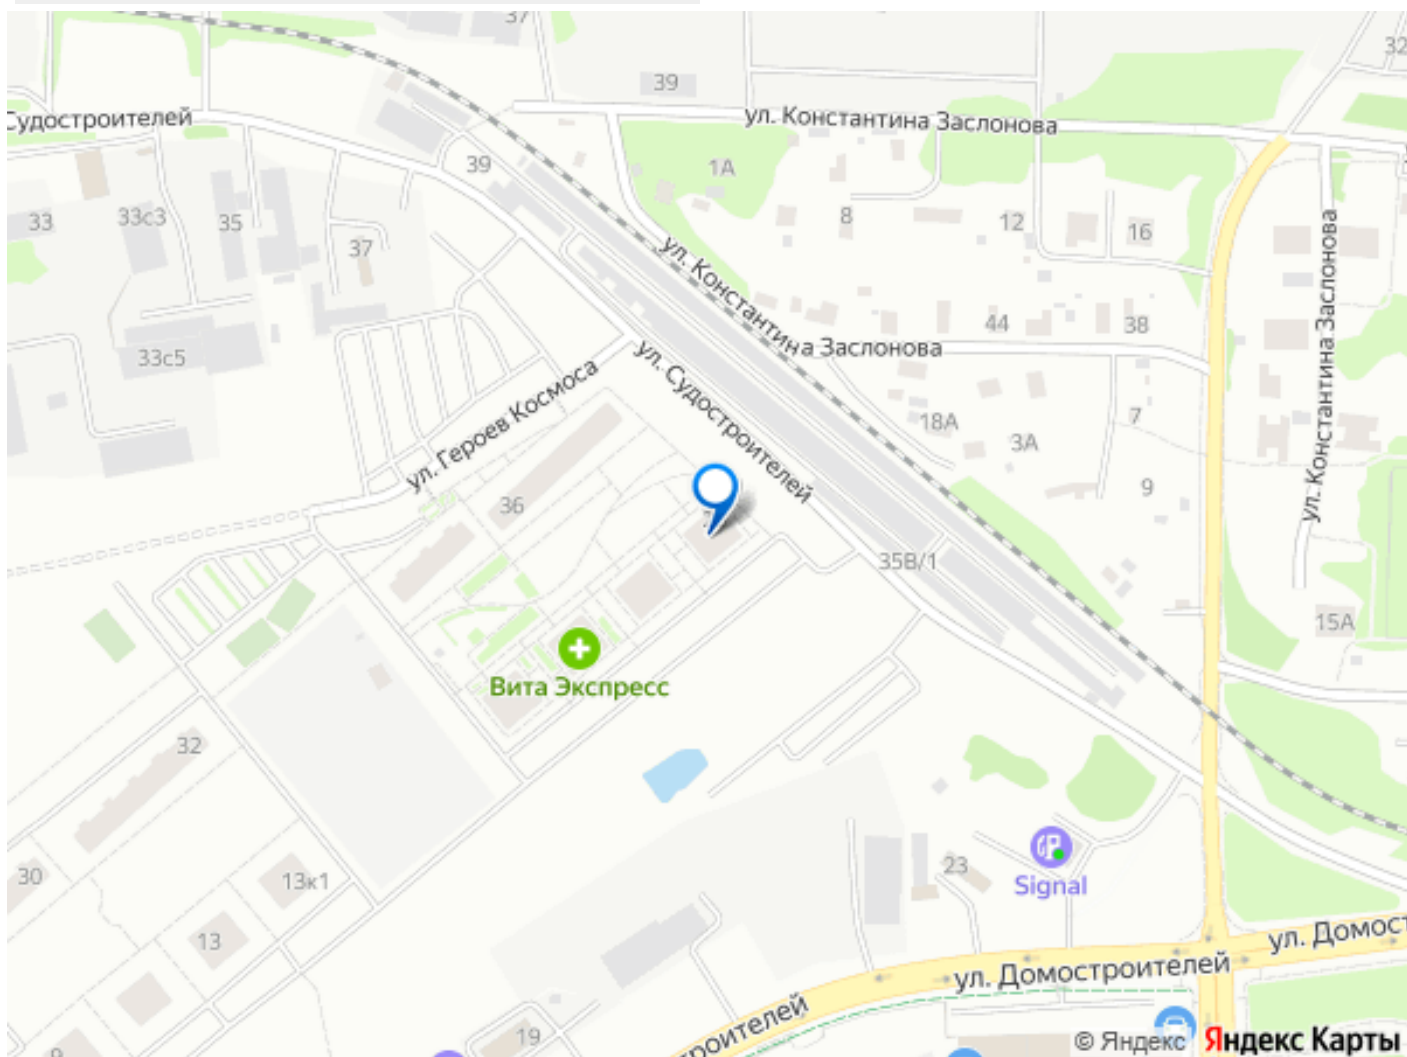 37
32
39
ул. Константина Заслонова
Судостроителей
39
1А
33
33с3
35
37
8
12
16
ул. Константина Заслонова
ул. Константина Заслонова
44
38
33с5
ул. Судостроителей
ул. Героев Космоса
18А
7
3А
36
9
35В/1
15А
Вита Экспресс
32
30
13к1
23
Signal
13
ул. Домост
ул. Домостроителей
19
9
роителей
© Яндекс Яндекс Карты